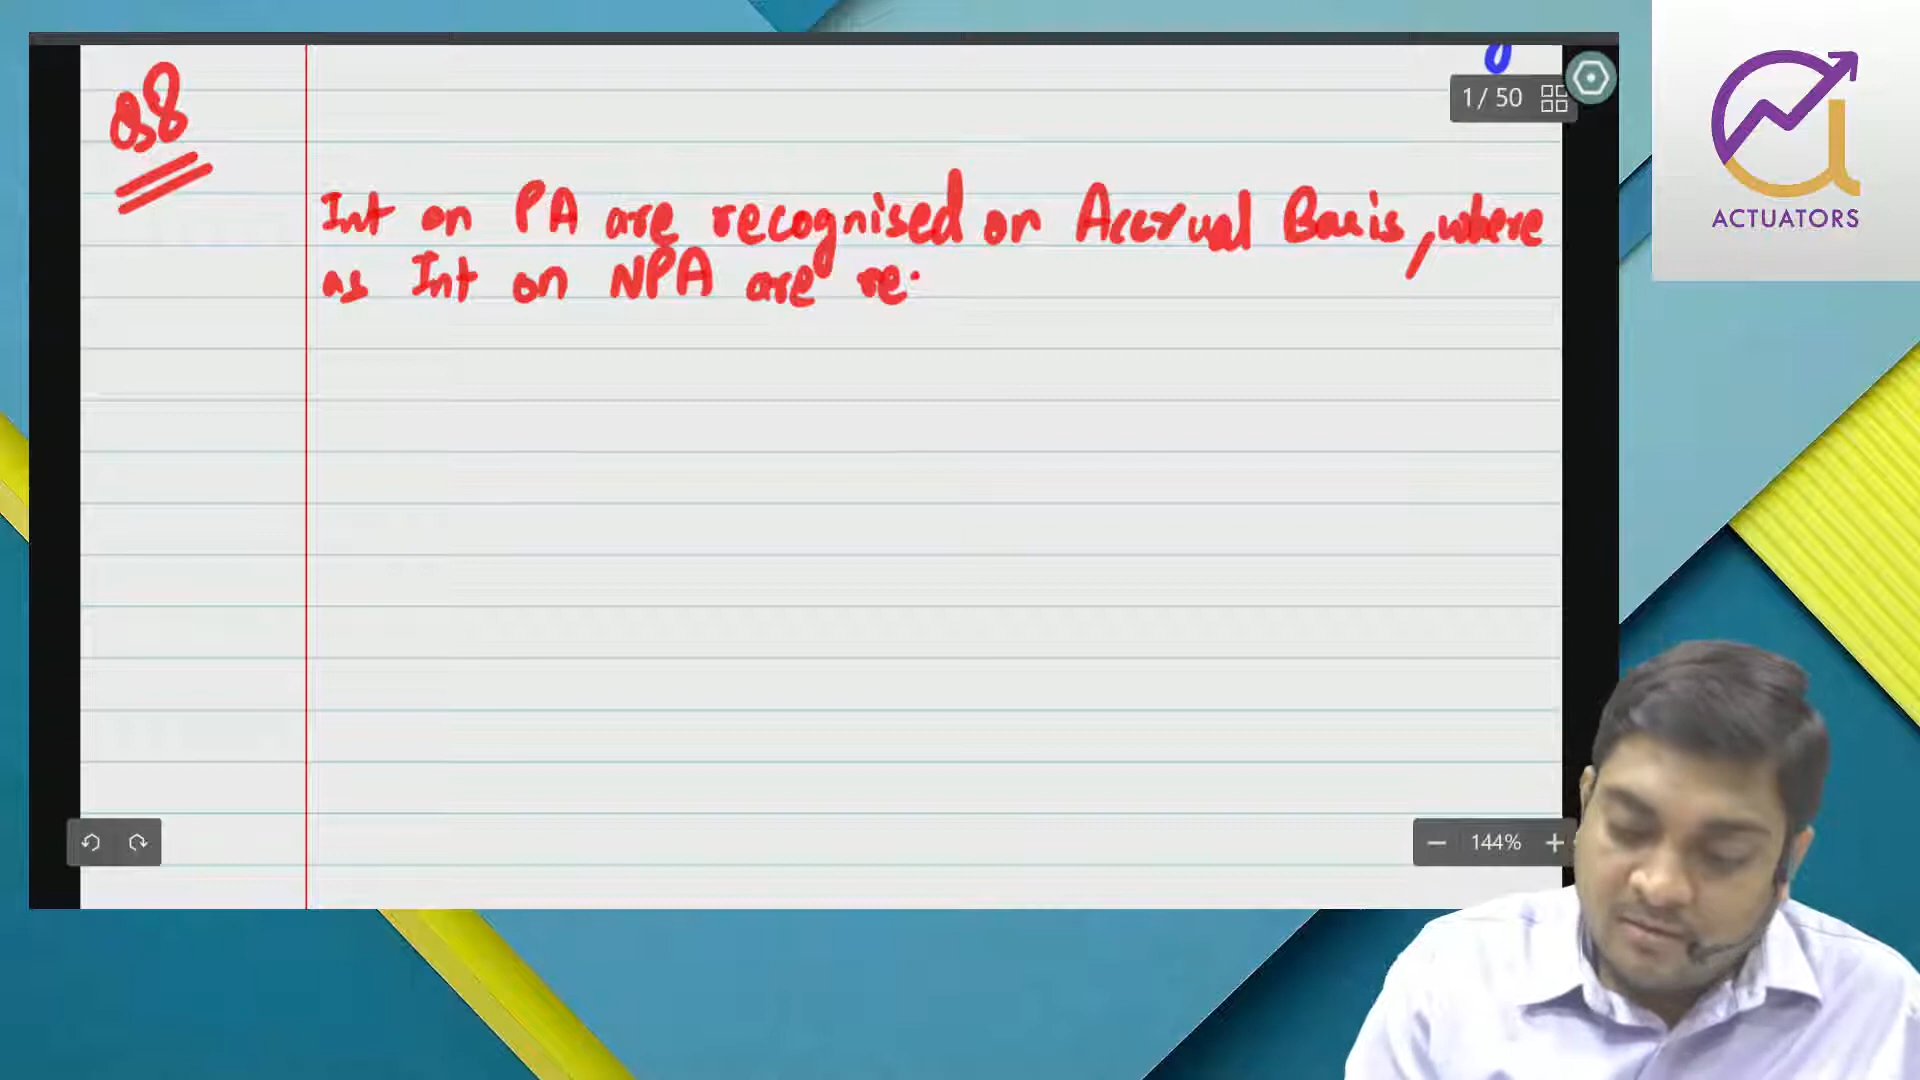 Q8
1 / 50
Int on PA are recognised on Accrual Basis, where
as Int on NPA are re
144%
ACTUATORS